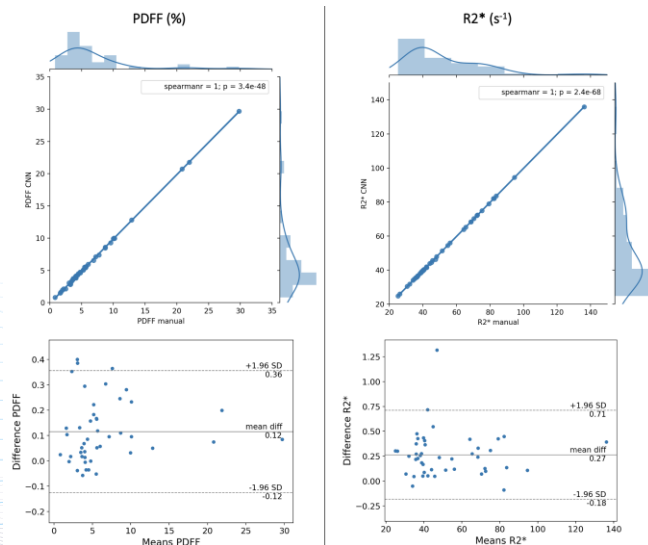 PDFF (%)
R2* (s-1)
spearmanr = 1; p = 3.4e-48
35
30
25
20
15
10
5
0
PDFF CNN
0 5 10 15 20 25 30 35
PDFF manual
spearmanr = 1; p = 2.4e-68
140
120
100
80
60
40
20
R2* CNN
20 40 60 80 100 120 140
R2* manual
0.4
0.3
0.2
0.1
0.0
−0.1
−0.2
Difference PDFF
+1.96 SD
0.36
mean diff
0.12
-1.96 SD
-0.12
0 5 10 15 20 25 30
Means PDFF
1.25
1.00
0.75
0.50
0.25
0.00
−0.25
−0.50
Difference R2*
+1.96 SD
0.71
mean diff
0.27
-1.96 SD
-0.18
20 40 60 80 100 120 140
Means R2*